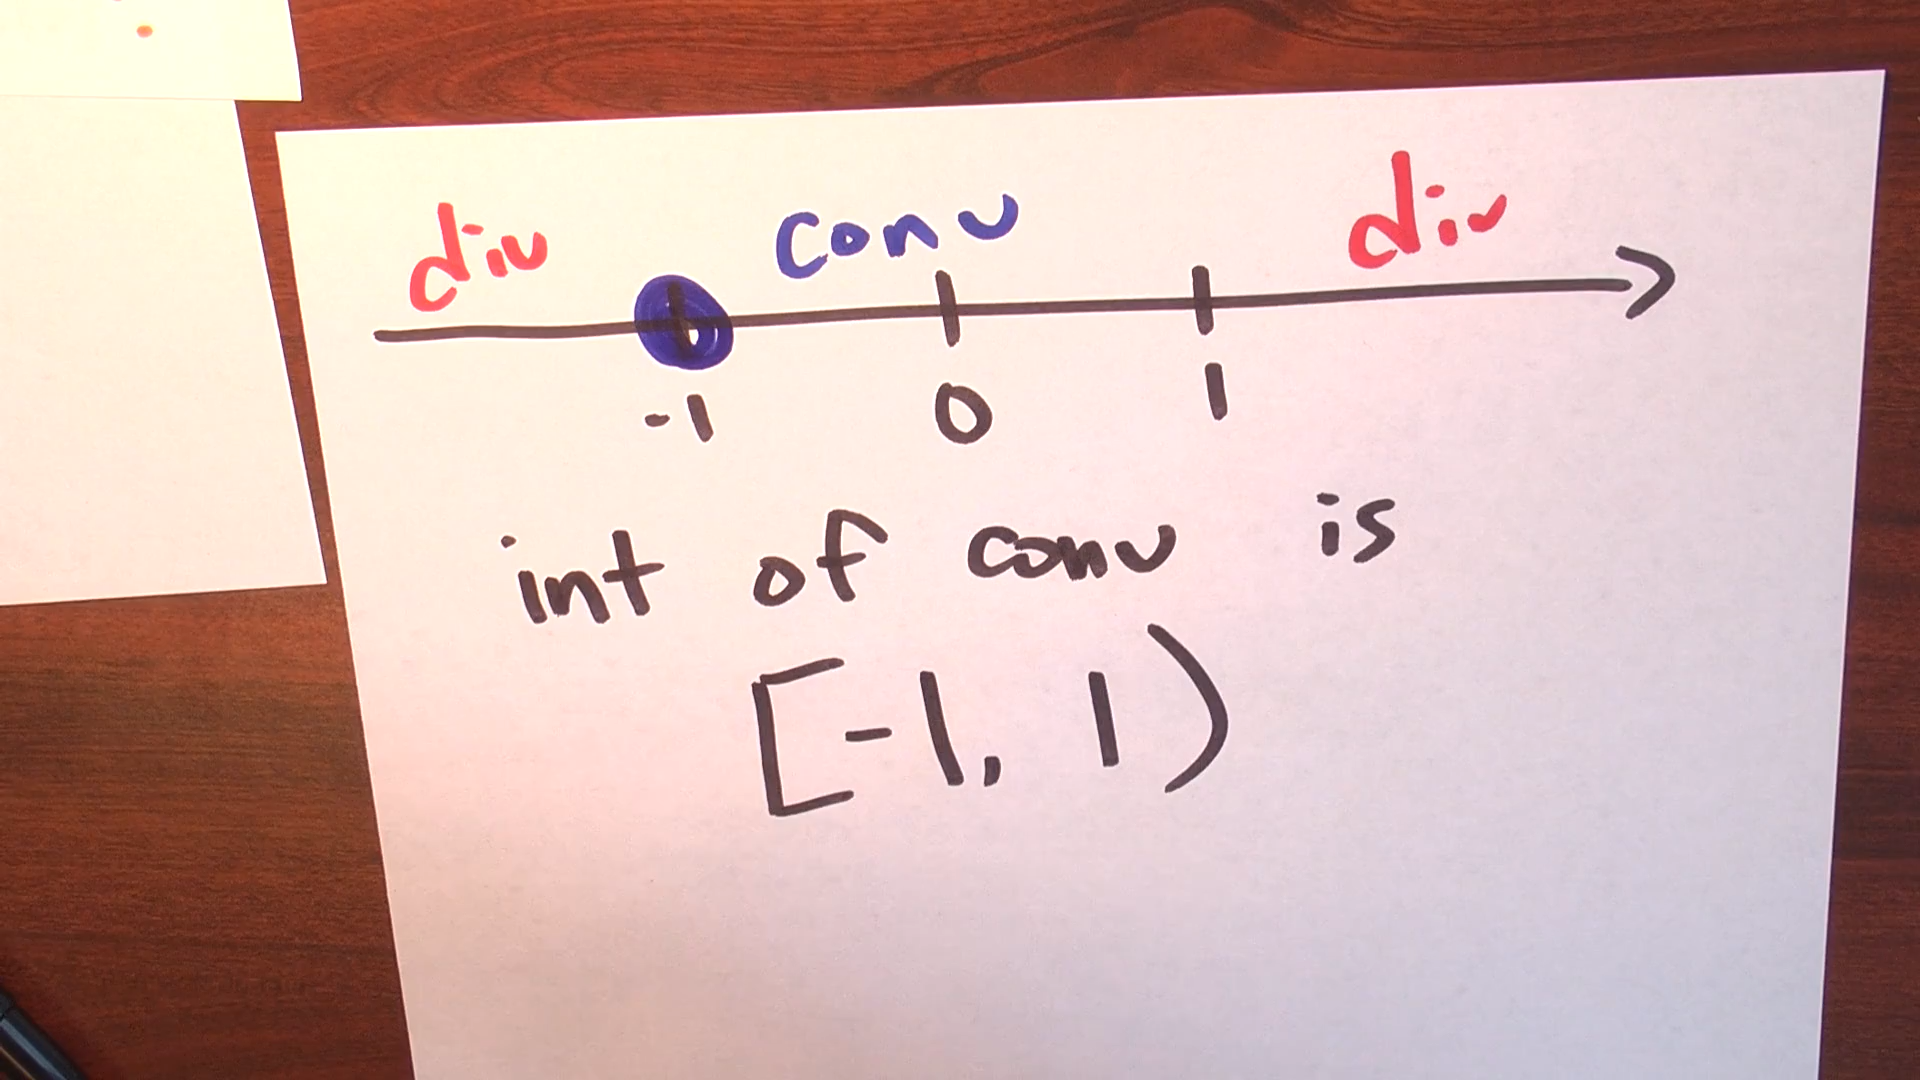 div conv div
-1 0 1
int of conv is
[-1, 1)